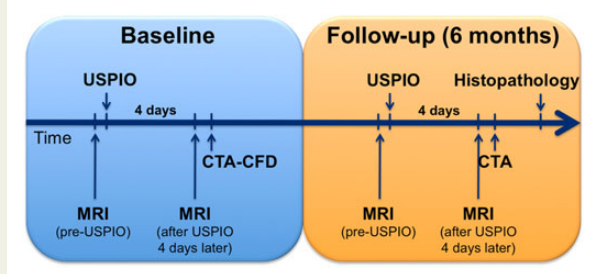 Baseline
Follow-up (6 months)
USPIO
USPIO
Histopathology
4 days
4 days
Time
CTA-CFD
CTA
MRI
(pre-USPIO)
MRI
(after USPIO
4 days later)
MRI
(pre-USPIO)
MRI
(after USPIO
4 days later)